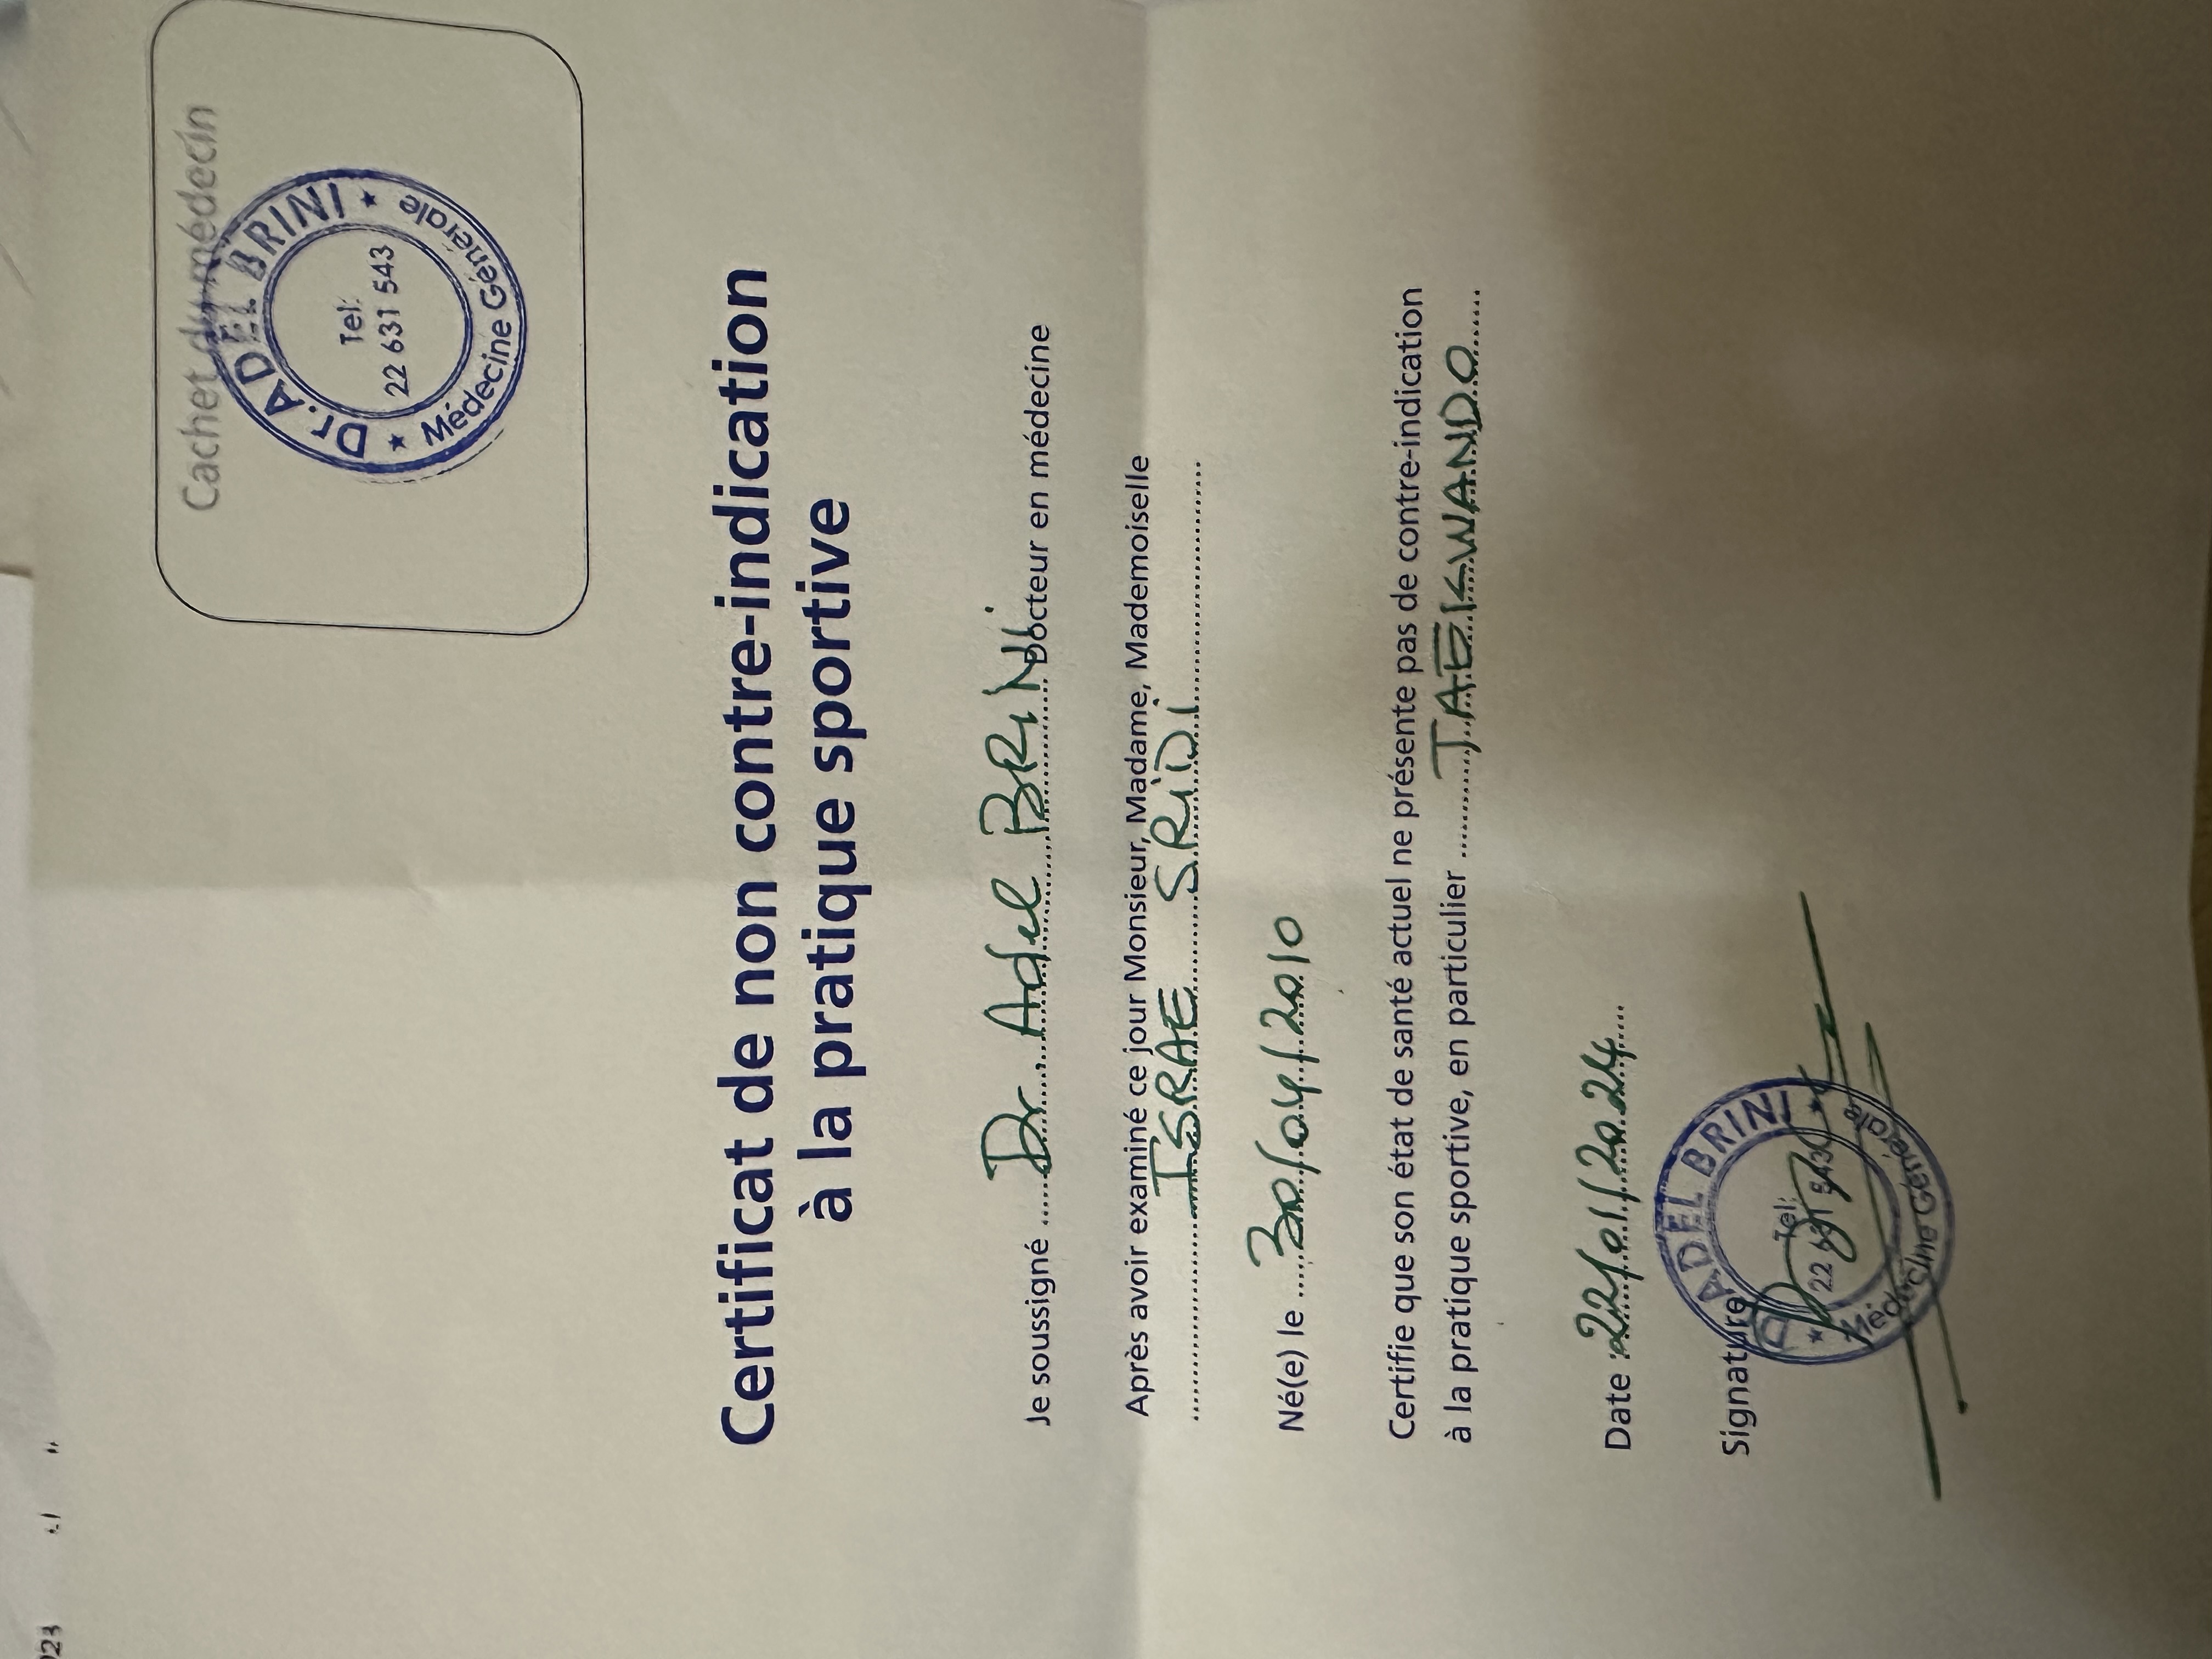 Cachet du médecin
Dr. ADEL BRINI
Tel:
22 631 543
* Médecine Générale *
Certificat de non contre-indication
à la pratique sportive
Je soussigné ..... Dr. Adel BRiNi Docteur en médecine
Après avoir examiné ce jour Monsieur, Madame, Mademoiselle
ISRAE SRiDi
Né(e) le ..... 30/04/2010
Certifie que son état de santé actuel ne présente pas de contre-indication
à la pratique sportive, en particulier ..... TAEKWANDO
Date : 22/01/2024
Signature
Dr. ADEL BRINI
Tel:
22 631 543
* Médecine Générale *